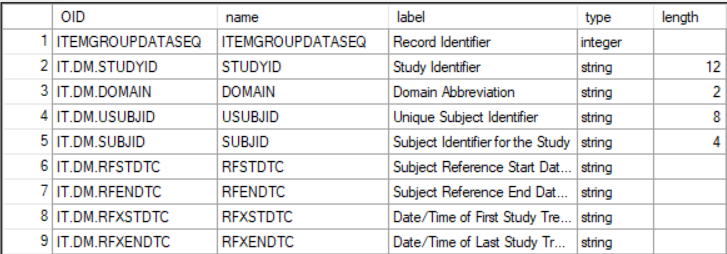 OID name label type length
1 ITEMGROUPDATASEQ ITEMGROUPDATASEQ Record Identifier integer
2 IT.DM.STUDYID STUDYID Study Identifier string 12
3 IT.DM.DOMAIN DOMAIN Domain Abbreviation string 2
4 IT.DM.USUBJID USUBJID Unique Subject Identifier string 8
5 IT.DM.SUBJID SUBJID Subject Identifier for the Study string 4
6 IT.DM.RFSTDTC RFSTDTC Subject Reference Start Dat... string
7 IT.DM.RFENDTC RFENDTC Subject Reference End Dat... string
8 IT.DM.RFXSTDTC RFXSTDTC Date/Time of First Study Tre... string
9 IT.DM.RFXENDTC RFXENDTC Date/Time of Last Study Tr... string